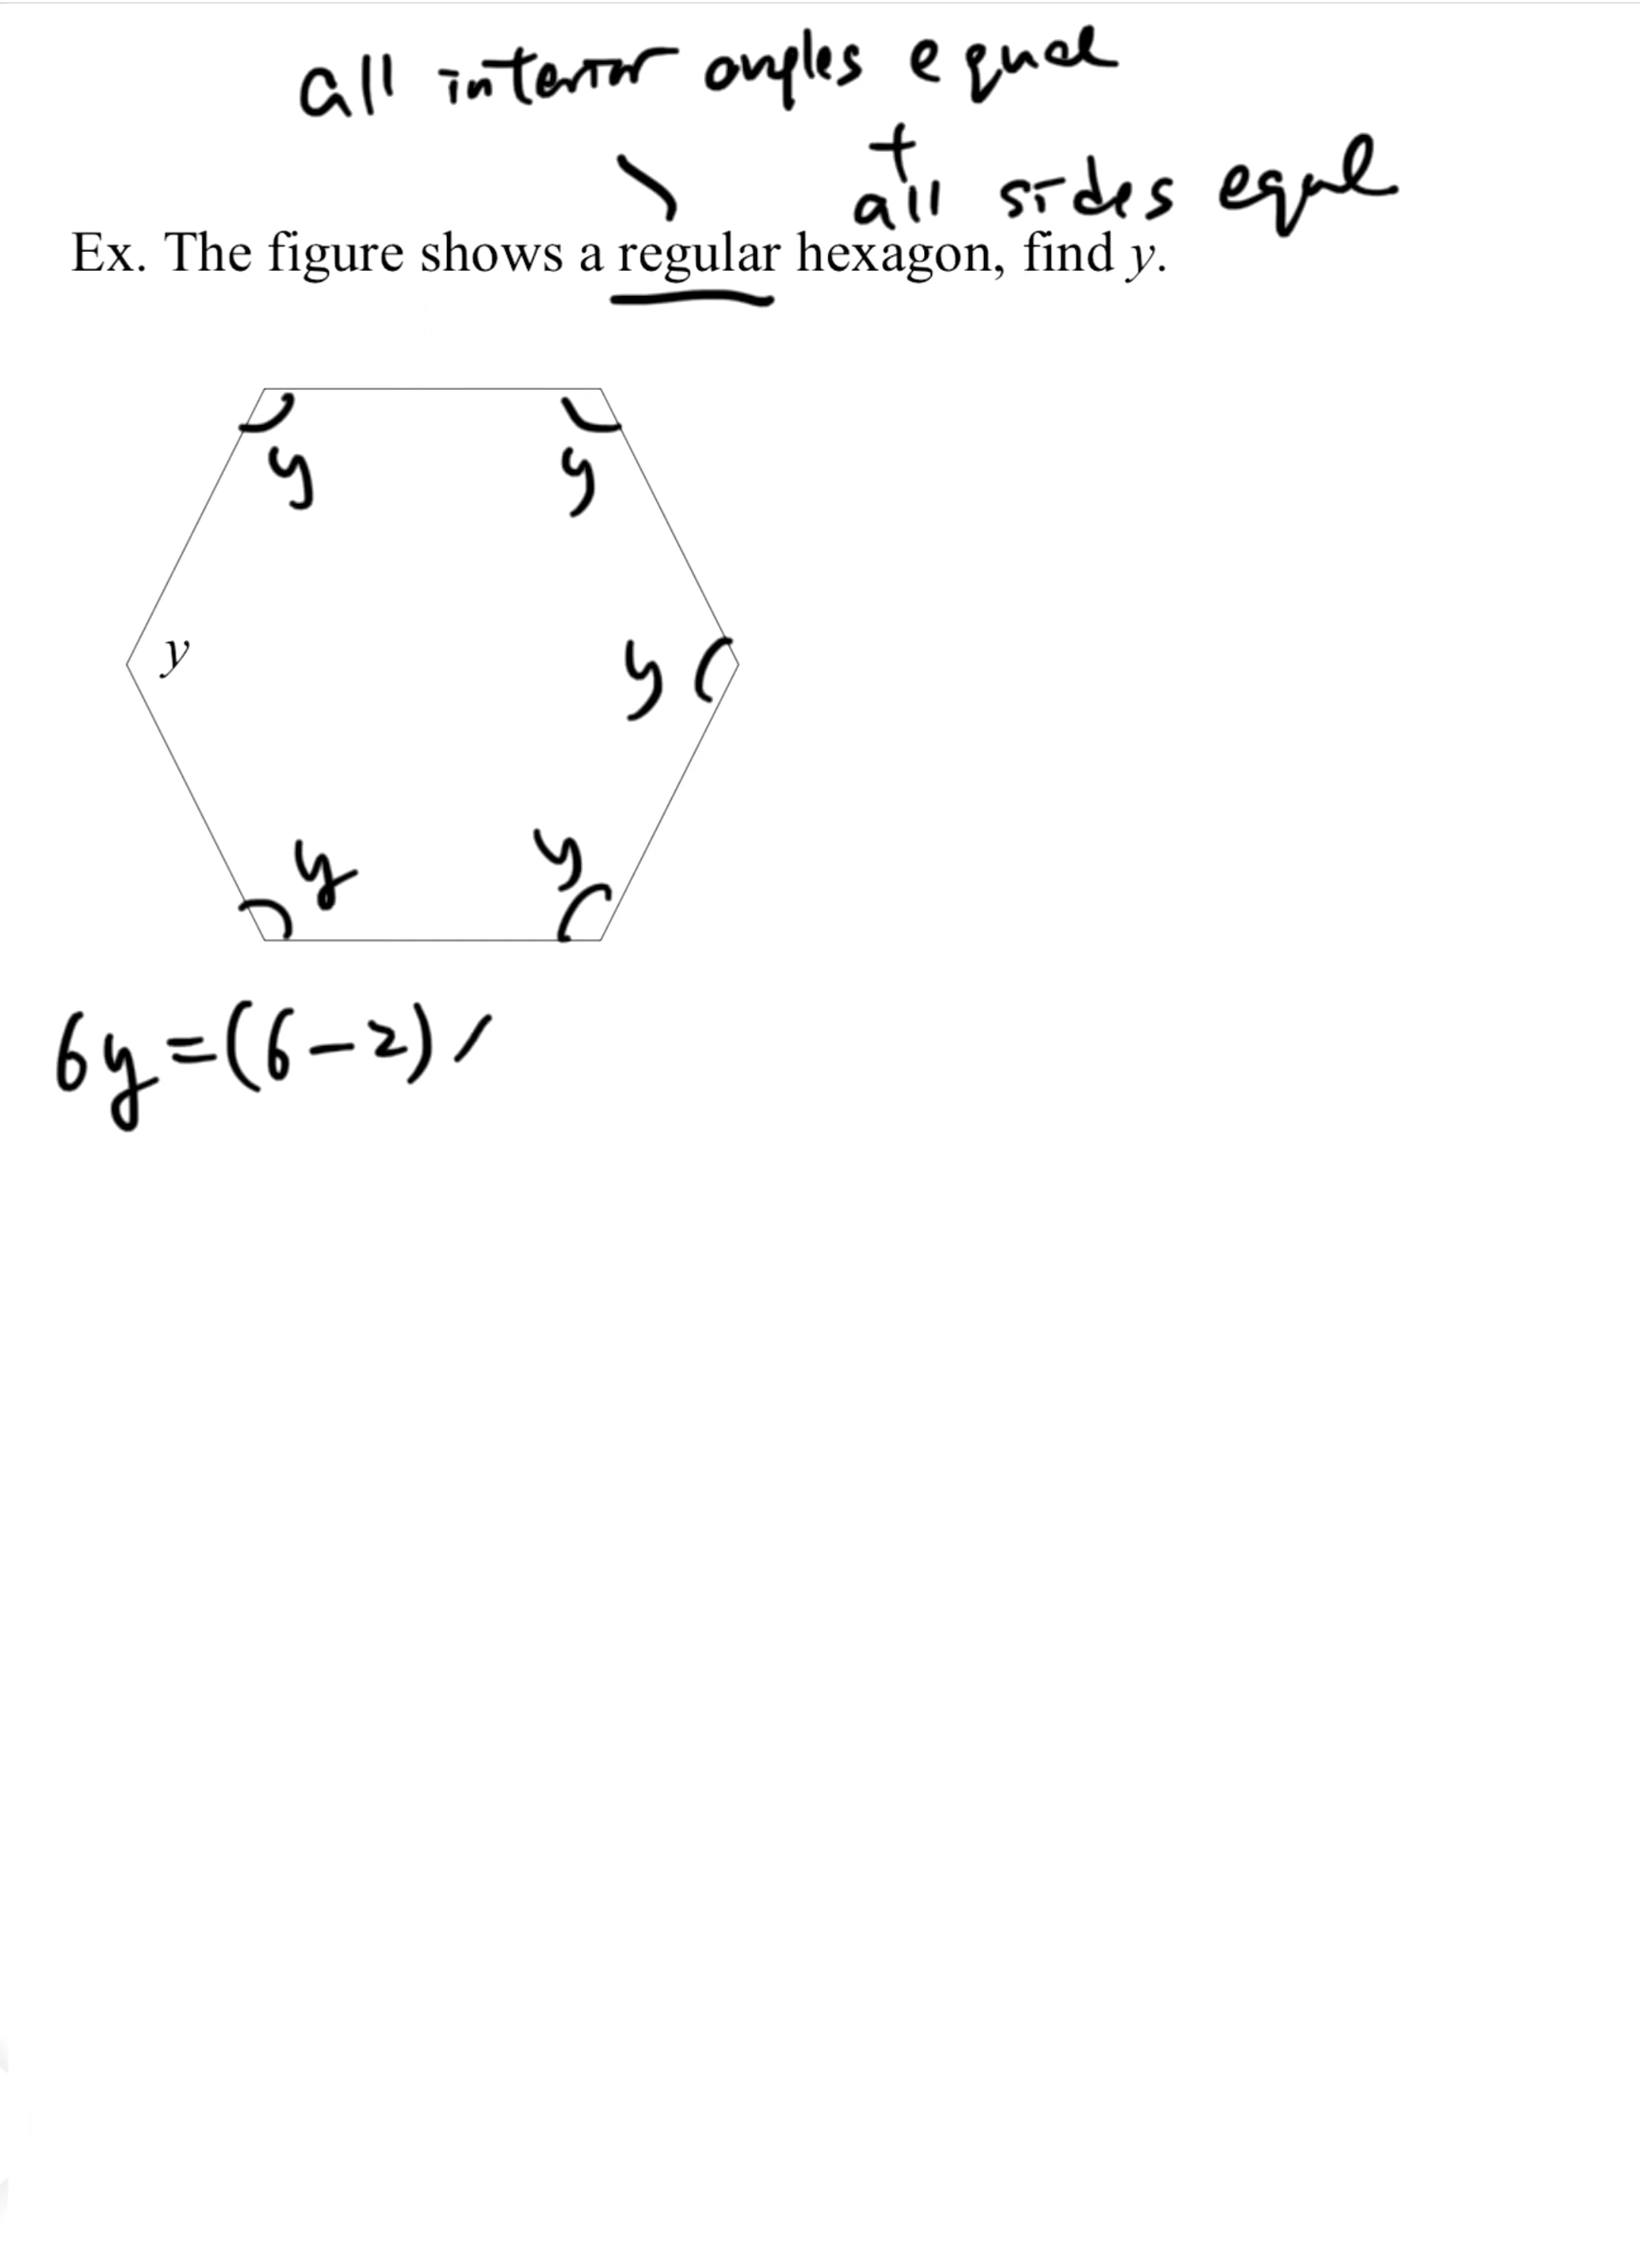 all interior angles equal
+
all sides equal
Ex. The figure shows a regular hexagon, find y.
y y
y y
y y
6y=(6-2)